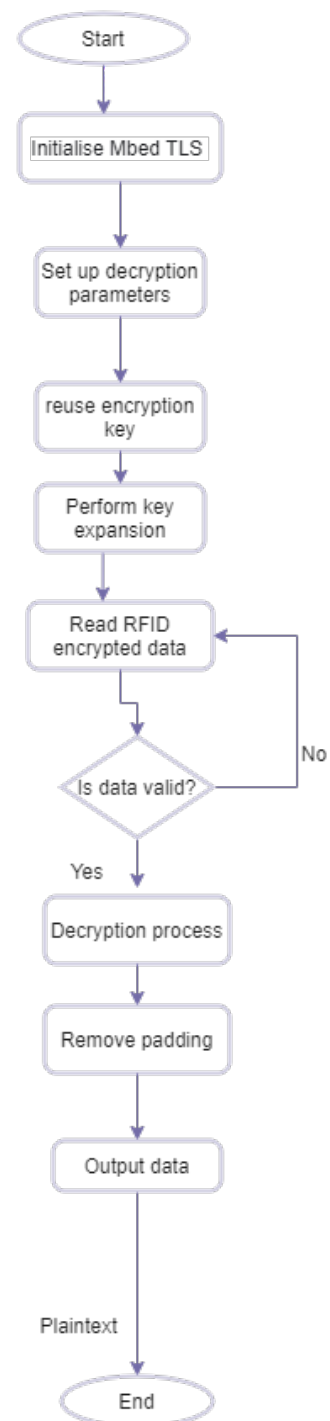 Start
Initialise Mbed TLS
Set up decryption
parameters
reuse encryption
key
Perform key
expansion
Read RFID
encrypted data
No
Is data valid?
Yes
Decryption process
Remove padding
Output data
Plaintext
End